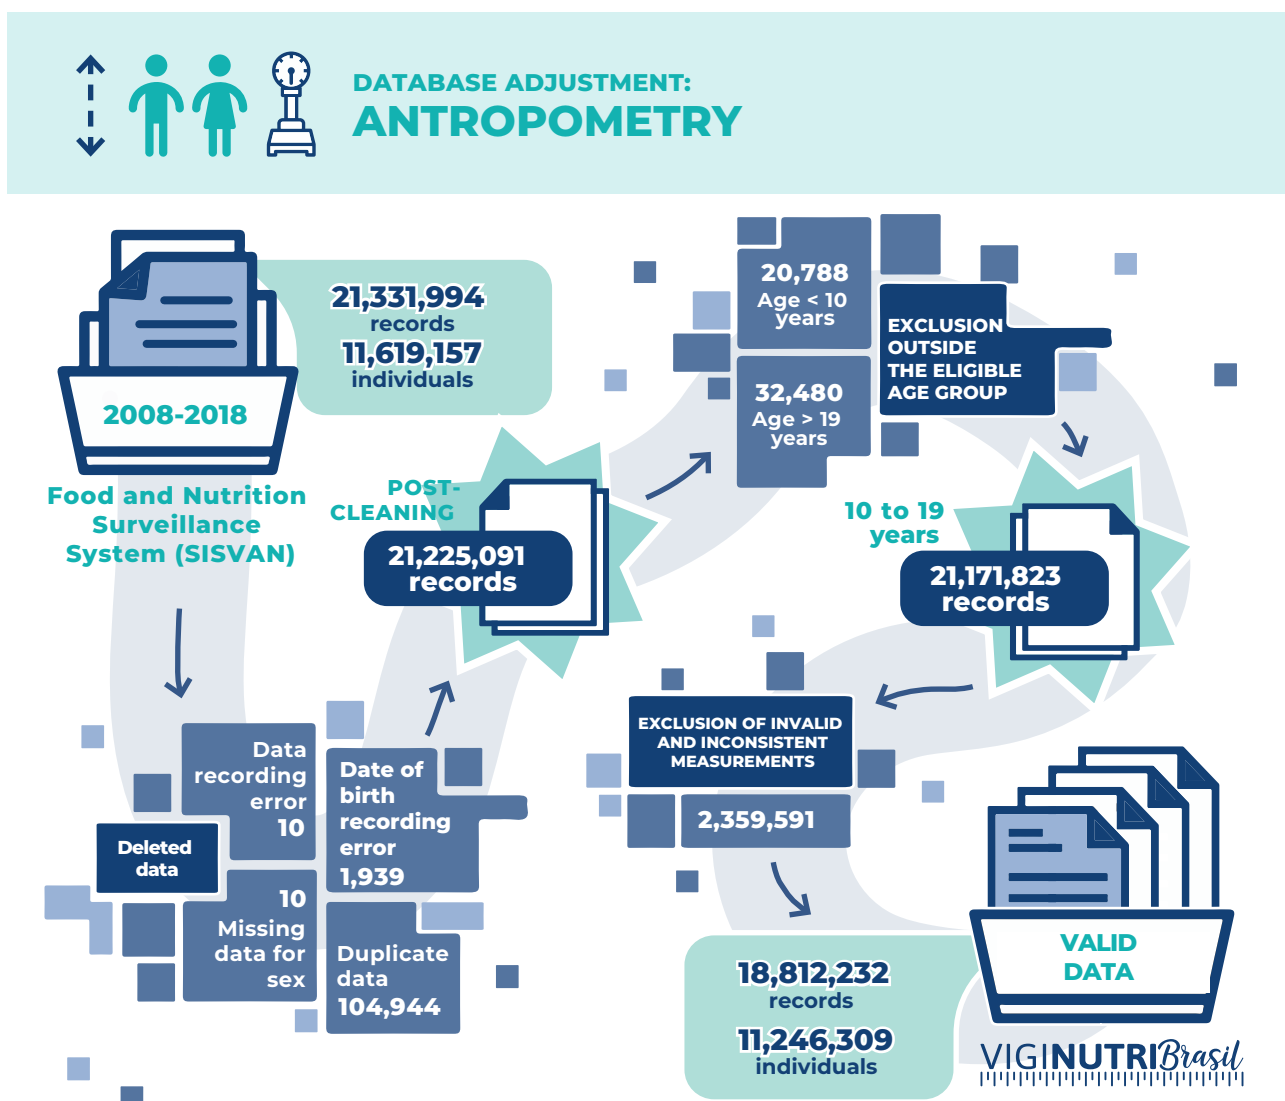 DATABASE ADJUSTMENT:
ANTROPOMETRY
21,331,994
records
11,619,157
individuals
2008-2018
Food and Nutrition
Surveillance
System (SISVAN)
Deleted
data
Data
recording
error
10
10
Missing
data for
sex
Date of
birth
recording
error
1,939
Duplicate
data
104,944
POST-
CLEANING
21,225,091
records
20,788
Age < 10
years
32,480
Age > 19
years
EXCLUSION
OUTSIDE
THE ELIGIBLE
AGE GROUP
10 to 19
years
21,171,823
records
EXCLUSION OF INVALID
AND INCONSISTENT
MEASUREMENTS
2,359,591
18,812,232
records
11,246,309
individuals
VALID
DATA
VIGINUTRIBrasil